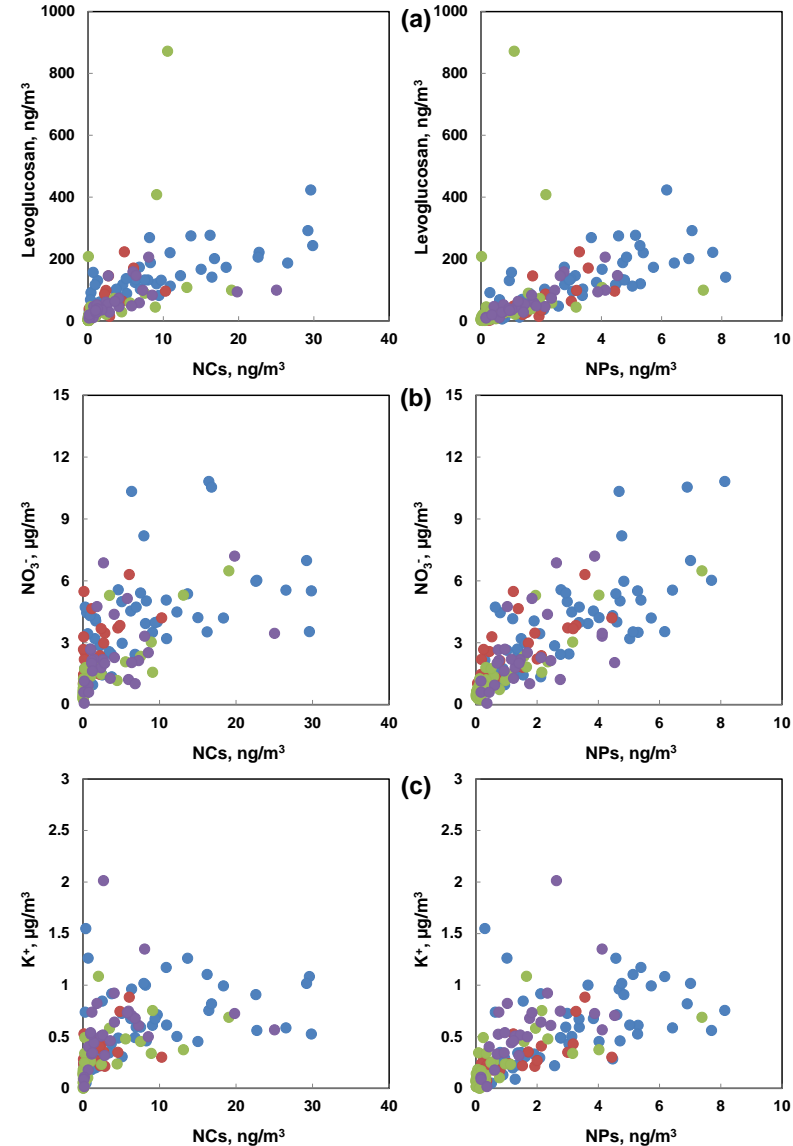 (a)
Levoglucosan, ng/m³
1000
800
600
400
200
0
0 10 20 30 40
NCs, ng/m³
Levoglucosan, ng/m³
1000
800
600
400
200
0
0 2 4 6 8 10
NPs, ng/m³
(b)
NO₃⁻, µg/m³
15
12
9
6
3
0
0 10 20 30 40
NCs, ng/m³
NO₃⁻, µg/m³
15
12
9
6
3
0
0 2 4 6 8 10
NPs, ng/m³
(c)
K⁺, µg/m³
3
2.5
2
1.5
1
0.5
0
0 10 20 30 40
NCs, ng/m³
K⁺, µg/m³
3
2.5
2
1.5
1
0.5
0
0 2 4 6 8 10
NPs, ng/m³